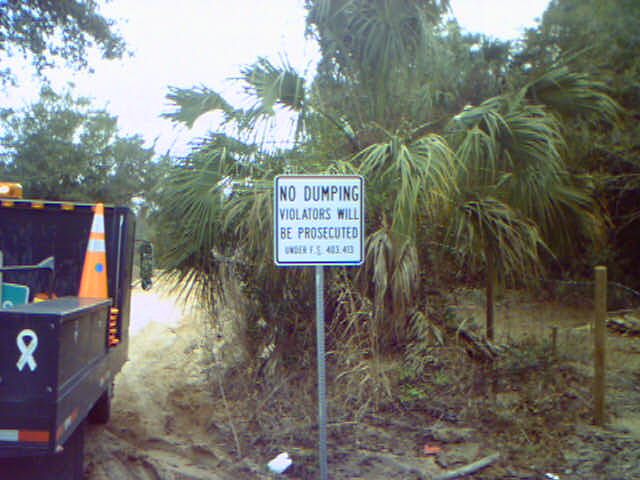 NO DUMPING
VIOLATORS WILL
BE PROSECUTED
UNDER F.S. 403.413